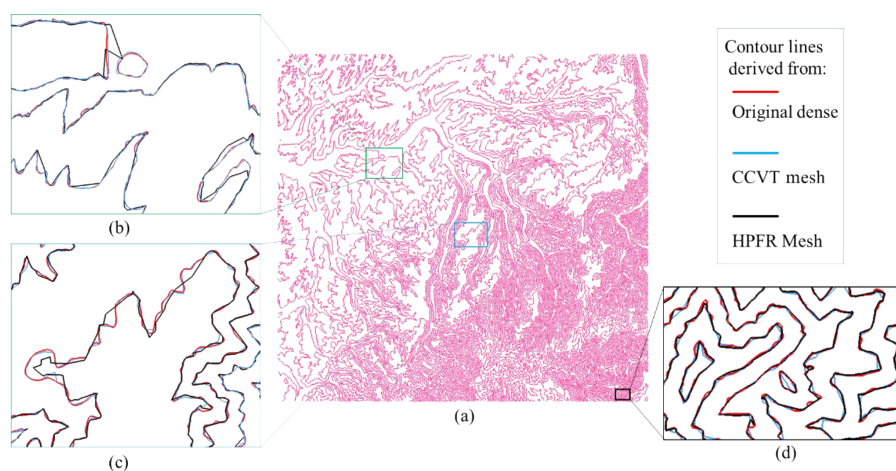 Contour lines
derived from:
Original dense
CCVT mesh
HPFR Mesh
(b)
(a)
(c)
(d)